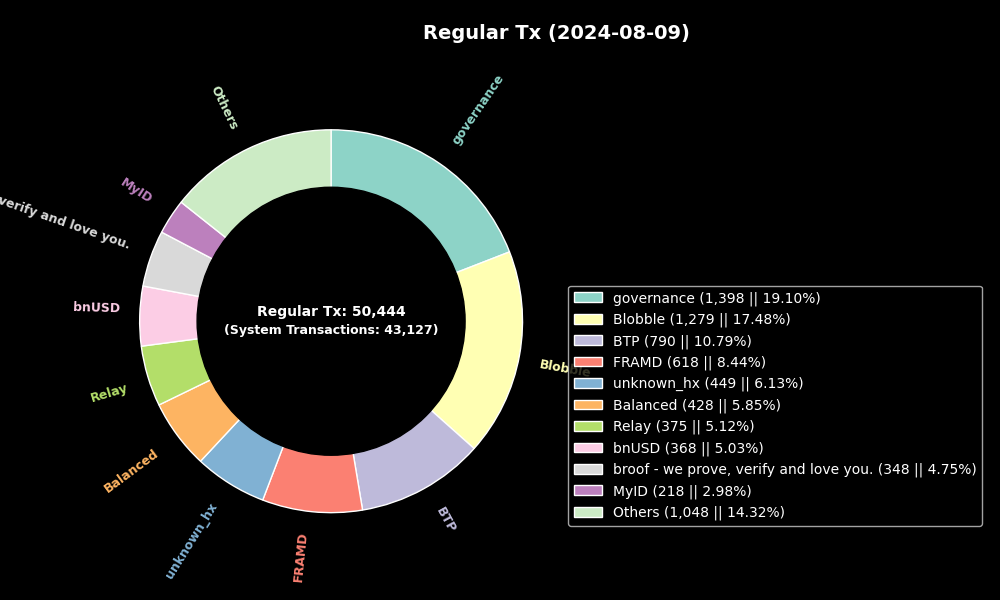 Regular Tx (2024-08-09)
governance
Others
MyID
verify and love you.
bnUSD
Relay
Balanced
unknown_hx
FRAMD
BTP
Blobble
Regular Tx: 50,444
(System Transactions: 43,127)
governance (1,398 || 19.10%)
Blobble (1,279 || 17.48%)
BTP (790 || 10.79%)
FRAMD (618 || 8.44%)
unknown_hx (449 || 6.13%)
Balanced (428 || 5.85%)
Relay (375 || 5.12%)
bnUSD (368 || 5.03%)
broof - we prove, verify and love you. (348 || 4.75%)
MyID (218 || 2.98%)
Others (1,048 || 14.32%)